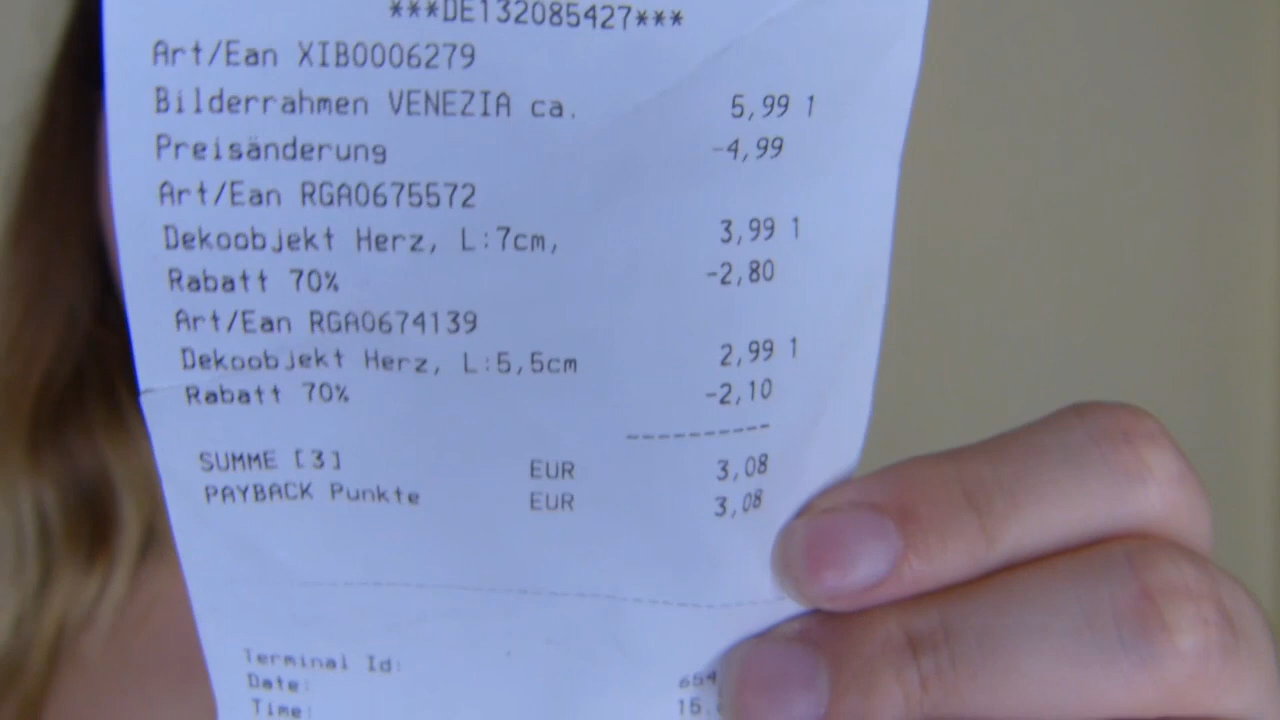 ***DE132085427***
Art/Ean XIB0006279
Bilderrahmen VENEZIA ca. 5,99 1
Preisänderung -4,99
Art/Ean RGA0675572
Dekoobjekt Herz, L:7cm, 3,99 1
Rabatt 70% -2,80
Art/Ean RGA0674139
Dekoobjekt Herz, L:5,5cm 2,99 1
Rabatt 70% -2,10
---------
SUMME [3] EUR 3,08
PAYBACK Punkte EUR 3,08
Terminal Id: 654
Date: 15.
Time: